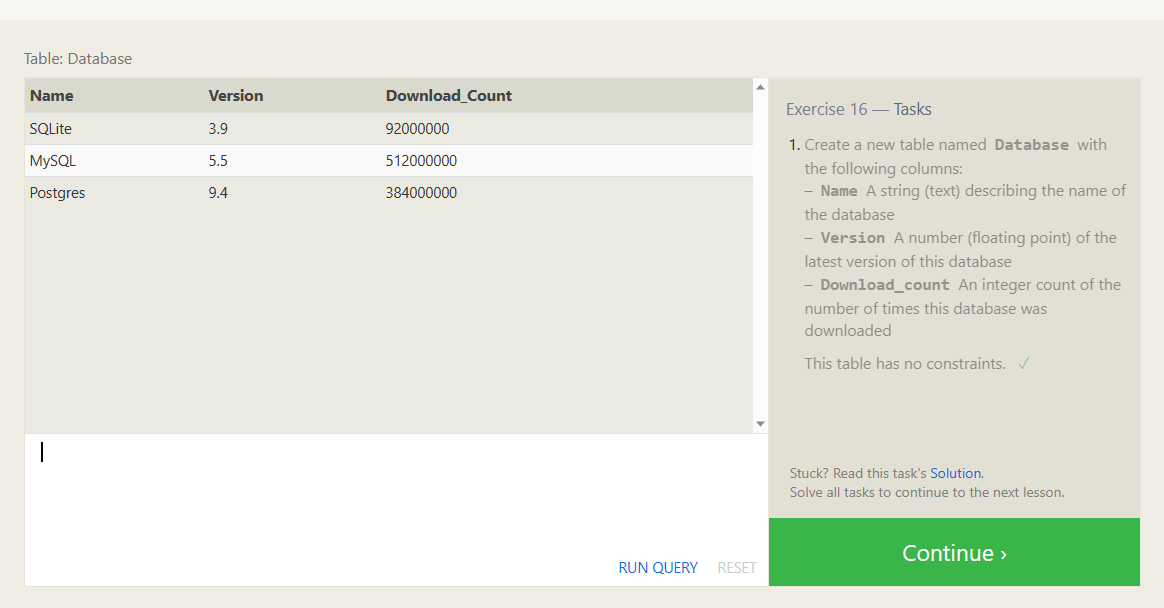 Table: Database
Name Version Download_Count
SQLite 3.9 92000000
MySQL 5.5 512000000
Postgres 9.4 384000000
RUN QUERY RESET
Exercise 16 — Tasks
1. Create a new table named Database with
the following columns:
– Name A string (text) describing the name of
the database
– Version A number (floating point) of the
latest version of this database
– Download_count An integer count of the
number of times this database was
downloaded
This table has no constraints. ✓
Stuck? Read this task's Solution.
Solve all tasks to continue to the next lesson.
Continue ›